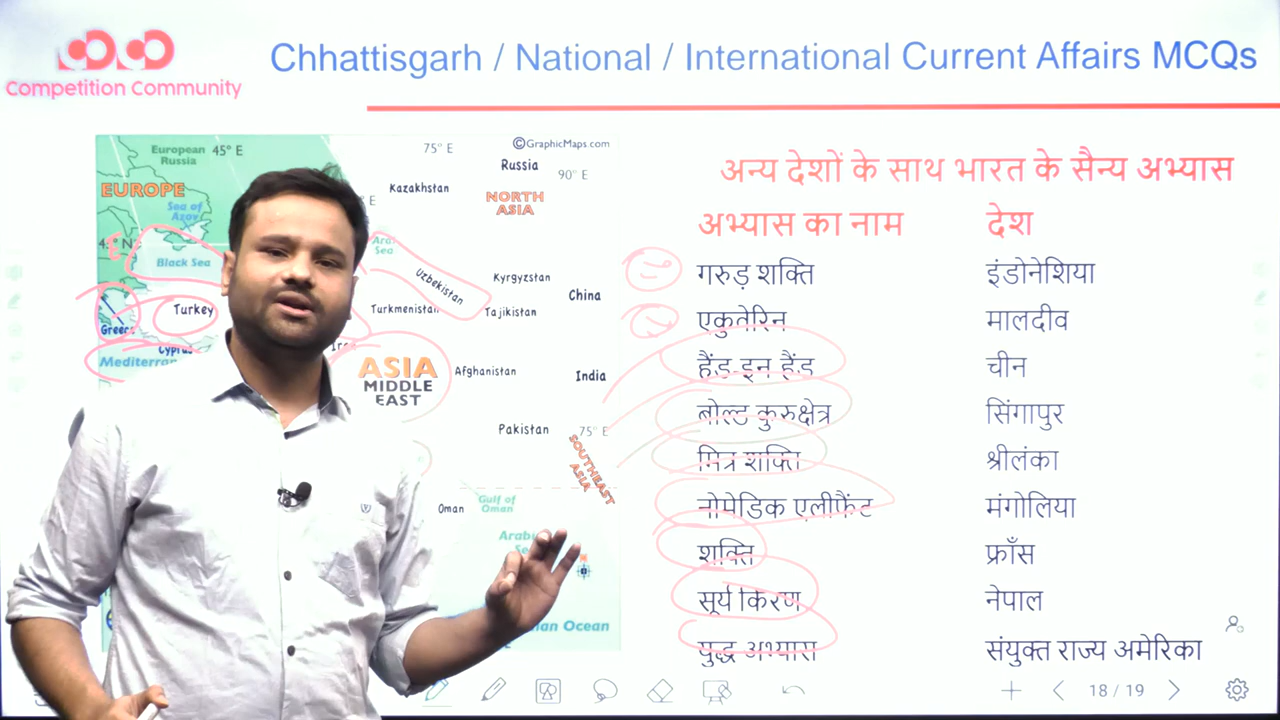 Competition Community
Chhattisgarh / National / International Current Affairs MCQs
©GraphicMaps.com
European Russia
45° E
75° E
Russia
90° E
EUROPE
Kazakhstan
NORTH ASIA
Sea of Azov
Black Sea
Sea
Uzbekistan
Kyrgyzstan
China
Turkey
Turkmenistan
Tajikistan
Cyprus
ASIA
MIDDLE EAST
Afghanistan
India
Pakistan
75° E
SOUTHEAST ASIA
Oman
Gulf of Oman
Ocean
अन्य देशों के साथ भारत के सैन्य अभ्यास
अभ्यास का नाम देश
गरुड़ शक्ति इंडोनेशिया
एकुवेरिन मालदीव
हैंड-इन हैंड चीन
बोल्ट कुरुक्षेत्र सिंगापुर
मित्र शक्ति श्रीलंका
नोमेडिक एलीफैंट मंगोलिया
शक्ति फ्राँस
सूर्य किरण नेपाल
युद्ध अभ्यास संयुक्त राज्य अमेरिका
18 / 19